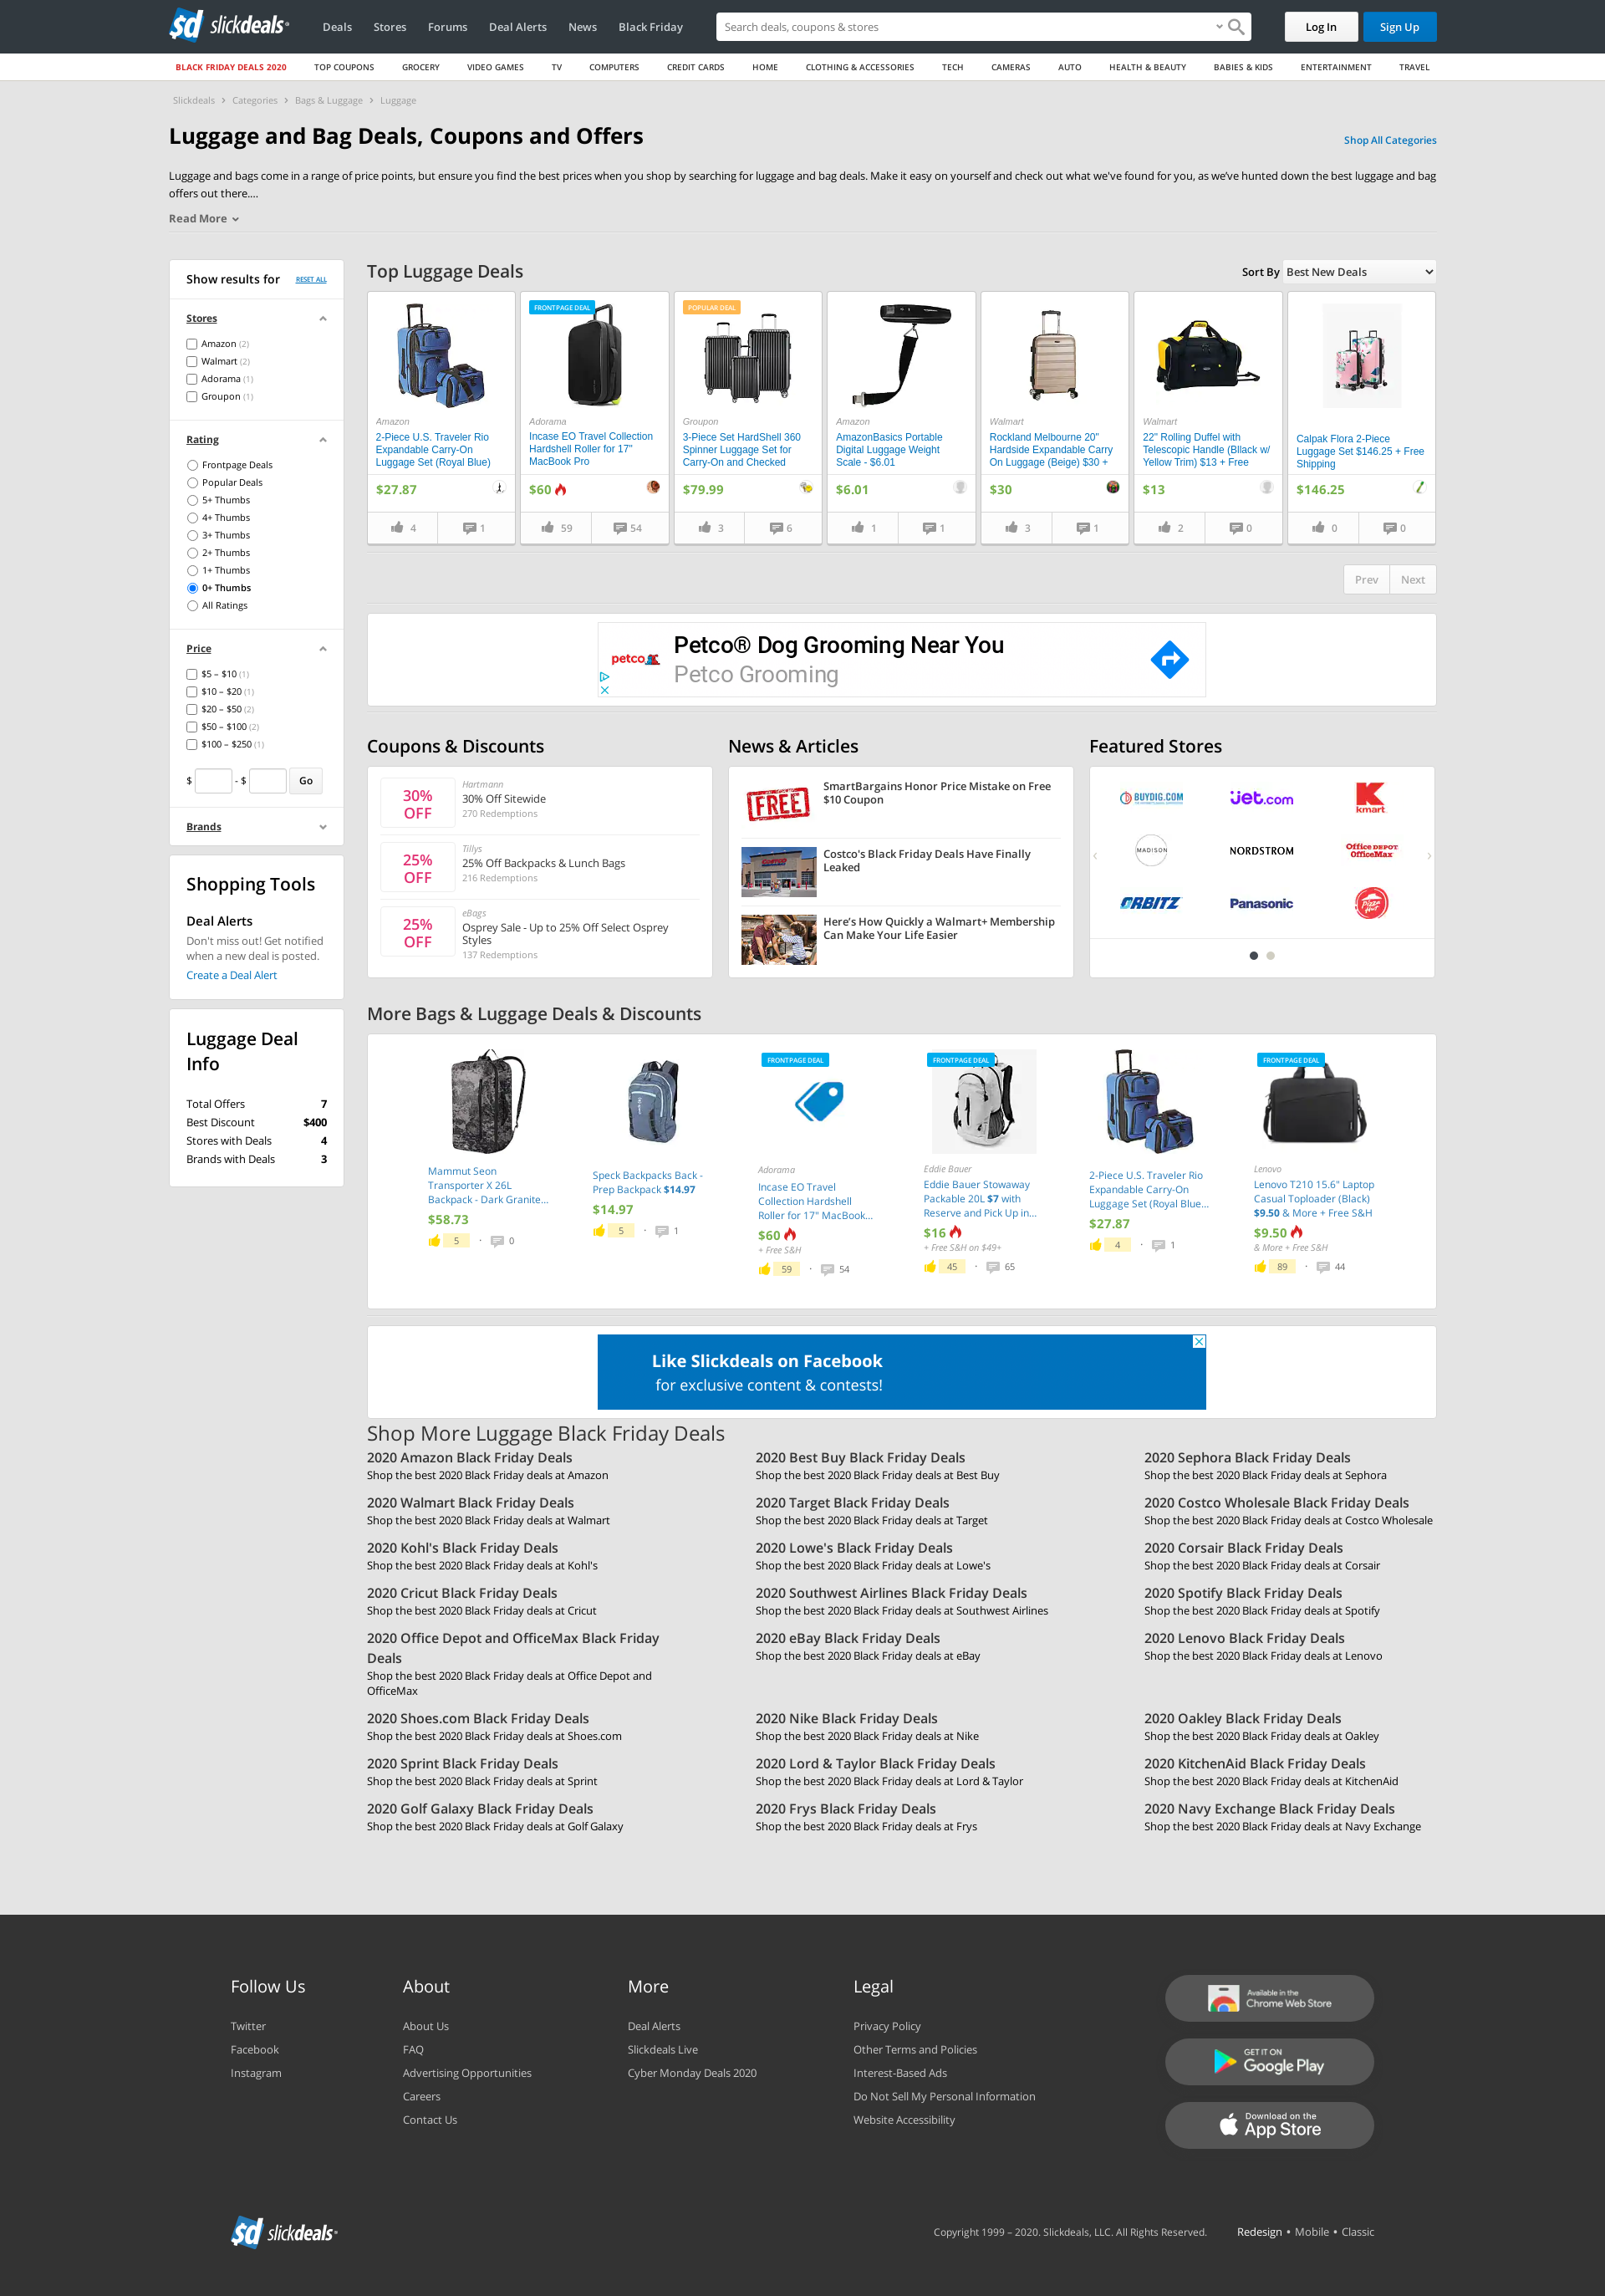 sd slickdeals
Deals
Stores
Forums
Deal Alerts
News
Black Friday
Search deals, coupons & stores
Log In
Sign Up
BLACK FRIDAY DEALS 2020
TOP COUPONS
GROCERY
VIDEO GAMES
TV
COMPUTERS
CREDIT CARDS
HOME
CLOTHING & ACCESSORIES
TECH
CAMERAS
AUTO
HEALTH & BEAUTY
BABIES & KIDS
ENTERTAINMENT
TRAVEL
Slickdeals › Categories › Bags & Luggage › Luggage
Luggage and Bag Deals, Coupons and Offers
Shop All Categories
Luggage and bags come in a range of price points, but ensure you find the best prices when you shop by searching for luggage and bag deals. Make it easy on yourself and check out what we've found for you, as we've hunted down the best luggage and bag
offers out there....
Read More
Show results for
RESET ALL
Stores
Amazon (2)
Walmart (2)
Adorama (1)
Groupon (1)
Rating
Frontpage Deals
Popular Deals
5+ Thumbs
4+ Thumbs
3+ Thumbs
2+ Thumbs
1+ Thumbs
0+ Thumbs
All Ratings
Price
$5 – $10 (1)
$10 – $20 (1)
$20 – $50 (2)
$50 – $100 (2)
$100 – $250 (1)
$ - $ Go
Brands
Shopping Tools
Deal Alerts
Don't miss out! Get notified
when a new deal is posted.
Create a Deal Alert
Luggage Deal
Info
Total Offers 7
Best Discount $400
Stores with Deals 4
Brands with Deals 3
Top Luggage Deals
Sort By Best New Deals
Amazon
2-Piece U.S. Traveler Rio
Expandable Carry-On
Luggage Set (Royal Blue)
$27.87
4
1
FRONTPAGE DEAL
Adorama
Incase EO Travel Collection
Hardshell Roller for 17"
MacBook Pro
$60
59
54
POPULAR DEAL
Groupon
3-Piece Set HardShell 360
Spinner Luggage Set for
Carry-On and Checked
$79.99
3
6
Amazon
AmazonBasics Portable
Digital Luggage Weight
Scale - $6.01
$6.01
1
1
Walmart
Rockland Melbourne 20"
Hardside Expandable Carry
On Luggage (Beige) $30 +
$30
3
1
Walmart
22" Rolling Duffel with
Telescopic Handle (Bllack w/
Yellow Trim) $13 + Free
$13
2
0
Calpak Flora 2-Piece
Luggage Set $146.25 + Free
Shipping
$146.25
0
0
Prev
Next
petco
Petco® Dog Grooming Near You
Petco Grooming
Coupons & Discounts
30%
OFF
Hartmann
30% Off Sitewide
270 Redemptions
25%
OFF
Tillys
25% Off Backpacks & Lunch Bags
216 Redemptions
25%
OFF
eBags
Osprey Sale - Up to 25% Off Select Osprey
Styles
137 Redemptions
News & Articles
FREE
SmartBargains Honor Price Mistake on Free
$10 Coupon
Costco's Black Friday Deals Have Finally
Leaked
Here's How Quickly a Walmart+ Membership
Can Make Your Life Easier
Featured Stores
BUYDIG.COM
jet.com
K
kmart
MADISON
NORDSTROM
Office DEPOT
OfficeMax
ORBITZ
Panasonic
Pizza Hut
More Bags & Luggage Deals & Discounts
Mammut Seon
Transporter X 26L
Backpack - Dark Granite...
$58.73
5 · 0
Speck Backpacks Back -
Prep Backpack $14.97
$14.97
5 · 1
FRONTPAGE DEAL
Adorama
Incase EO Travel
Collection Hardshell
Roller for 17" MacBook...
$60
+ Free S&H
59 · 54
FRONTPAGE DEAL
Eddie Bauer
Eddie Bauer Stowaway
Packable 20L $7 with
Reserve and Pick Up in...
$16
+ Free S&H on $49+
45 · 65
2-Piece U.S. Traveler Rio
Expandable Carry-On
Luggage Set (Royal Blue...
$27.87
4 · 1
FRONTPAGE DEAL
Lenovo
Lenovo T210 15.6" Laptop
Casual Toploader (Black)
$9.50 & More + Free S&H
$9.50
& More + Free S&H
89 · 44
Like Slickdeals on Facebook
for exclusive content & contests!
Shop More Luggage Black Friday Deals
2020 Amazon Black Friday Deals
Shop the best 2020 Black Friday deals at Amazon
2020 Best Buy Black Friday Deals
Shop the best 2020 Black Friday deals at Best Buy
2020 Sephora Black Friday Deals
Shop the best 2020 Black Friday deals at Sephora
2020 Walmart Black Friday Deals
Shop the best 2020 Black Friday deals at Walmart
2020 Target Black Friday Deals
Shop the best 2020 Black Friday deals at Target
2020 Costco Wholesale Black Friday Deals
Shop the best 2020 Black Friday deals at Costco Wholesale
2020 Kohl's Black Friday Deals
Shop the best 2020 Black Friday deals at Kohl's
2020 Lowe's Black Friday Deals
Shop the best 2020 Black Friday deals at Lowe's
2020 Corsair Black Friday Deals
Shop the best 2020 Black Friday deals at Corsair
2020 Cricut Black Friday Deals
Shop the best 2020 Black Friday deals at Cricut
2020 Southwest Airlines Black Friday Deals
Shop the best 2020 Black Friday deals at Southwest Airlines
2020 Spotify Black Friday Deals
Shop the best 2020 Black Friday deals at Spotify
2020 Office Depot and OfficeMax Black Friday
Deals
Shop the best 2020 Black Friday deals at Office Depot and
OfficeMax
2020 eBay Black Friday Deals
Shop the best 2020 Black Friday deals at eBay
2020 Lenovo Black Friday Deals
Shop the best 2020 Black Friday deals at Lenovo
2020 Shoes.com Black Friday Deals
Shop the best 2020 Black Friday deals at Shoes.com
2020 Nike Black Friday Deals
Shop the best 2020 Black Friday deals at Nike
2020 Oakley Black Friday Deals
Shop the best 2020 Black Friday deals at Oakley
2020 Sprint Black Friday Deals
Shop the best 2020 Black Friday deals at Sprint
2020 Lord & Taylor Black Friday Deals
Shop the best 2020 Black Friday deals at Lord & Taylor
2020 KitchenAid Black Friday Deals
Shop the best 2020 Black Friday deals at KitchenAid
2020 Golf Galaxy Black Friday Deals
Shop the best 2020 Black Friday deals at Golf Galaxy
2020 Frys Black Friday Deals
Shop the best 2020 Black Friday deals at Frys
2020 Navy Exchange Black Friday Deals
Shop the best 2020 Black Friday deals at Navy Exchange
Follow Us
Twitter
Facebook
Instagram
About
About Us
FAQ
Advertising Opportunities
Careers
Contact Us
More
Deal Alerts
Slickdeals Live
Cyber Monday Deals 2020
Legal
Privacy Policy
Other Terms and Policies
Interest-Based Ads
Do Not Sell My Personal Information
Website Accessibility
Available in the
Chrome Web Store
GET IT ON
Google Play
Download on the
App Store
sd slickdeals
Copyright 1999 – 2020. Slickdeals, LLC. All Rights Reserved.
Redesign • Mobile • Classic